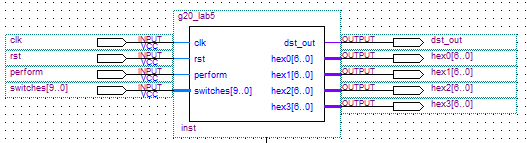 g20_lab5
clk INPUT VCC clk dst_out OUTPUT dst_out
rst INPUT VCC rst hex0[6..0] OUTPUT hex0[6..0]
perform INPUT VCC perform hex1[6..0] OUTPUT hex1[6..0]
switches[9..0] INPUT VCC switches[9..0] hex2[6..0] OUTPUT hex2[6..0]
hex3[6..0] OUTPUT hex3[6..0]
inst